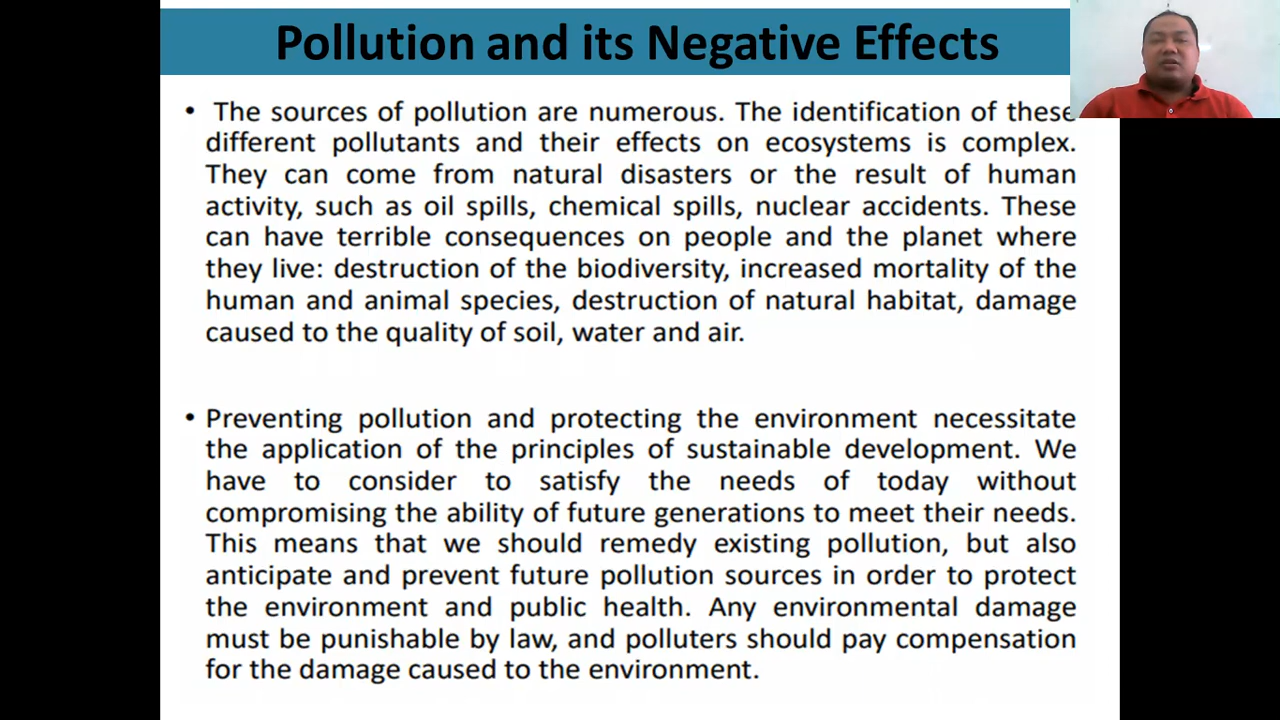 Pollution and its Negative Effects
• The sources of pollution are numerous. The identification of these
different pollutants and their effects on ecosystems is complex.
They can come from natural disasters or the result of human
activity, such as oil spills, chemical spills, nuclear accidents. These
can have terrible consequences on people and the planet where
they live: destruction of the biodiversity, increased mortality of the
human and animal species, destruction of natural habitat, damage
caused to the quality of soil, water and air.
• Preventing pollution and protecting the environment necessitate
the application of the principles of sustainable development. We
have to consider to satisfy the needs of today without
compromising the ability of future generations to meet their needs.
This means that we should remedy existing pollution, but also
anticipate and prevent future pollution sources in order to protect
the environment and public health. Any environmental damage
must be punishable by law, and polluters should pay compensation
for the damage caused to the environment.